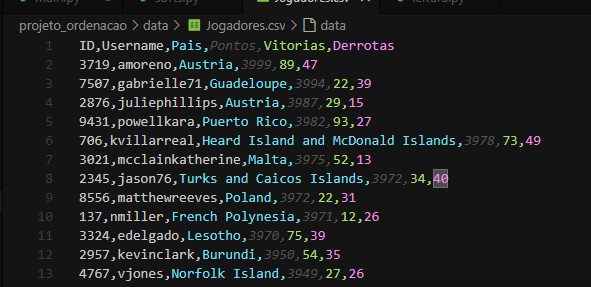 projeto_ordenacao > data > Jogadores.csv > data
1 ID,Username,Pais,Pontos,Vitorias,Derrotas
2 3719,amoreno,Austria,3999,89,47
3 7507,gabrielle71,Guadeloupe,3994,22,39
4 2876,juliephillips,Austria,3987,29,15
5 9431,powellkara,Puerto Rico,3982,93,27
6 706,kvillarreal,Heard Island and McDonald Islands,3978,73,49
7 3021,mcclainkatherine,Malta,3975,52,13
8 2345,jason76,Turks and Caicos Islands,3972,34,40
9 8556,matthewreeves,Poland,3972,22,31
10 137,nmiller,French Polynesia,3971,12,26
11 3324,edelgado,Lesotho,3970,75,39
12 2957,kevinclark,Burundi,3950,54,35
13 4767,vjones,Norfolk Island,3949,27,26